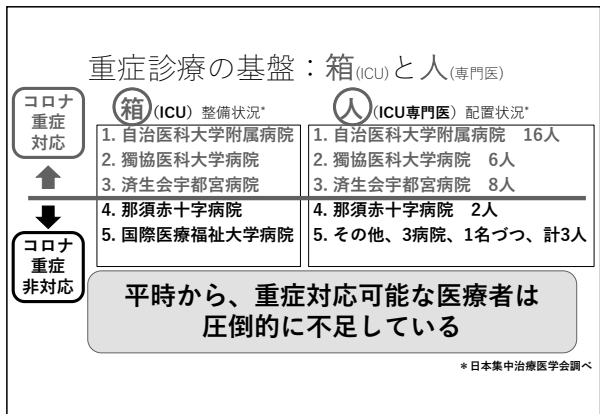 重症診療の基盤：箱(ICU)と人(専門医)
コロナ
重症
対応
箱(ICU）整備状況*
1. 自治医科大学附属病院
2. 獨協医科大学病院
3. 済生会宇都宮病院
4. 那須赤十字病院
5. 国際医療福祉大学病院
人(ICU専門医）配置状況*
1. 自治医科大学附属病院　16人
2. 獨協医科大学病院　6人
3. 済生会宇都宮病院　8人
4. 那須赤十字病院　2人
5. その他、3病院、1名づつ、計3人
コロナ
重症
非対応
平時から、重症対応可能な医療者は
圧倒的に不足している
＊日本集中治療医学会調べ